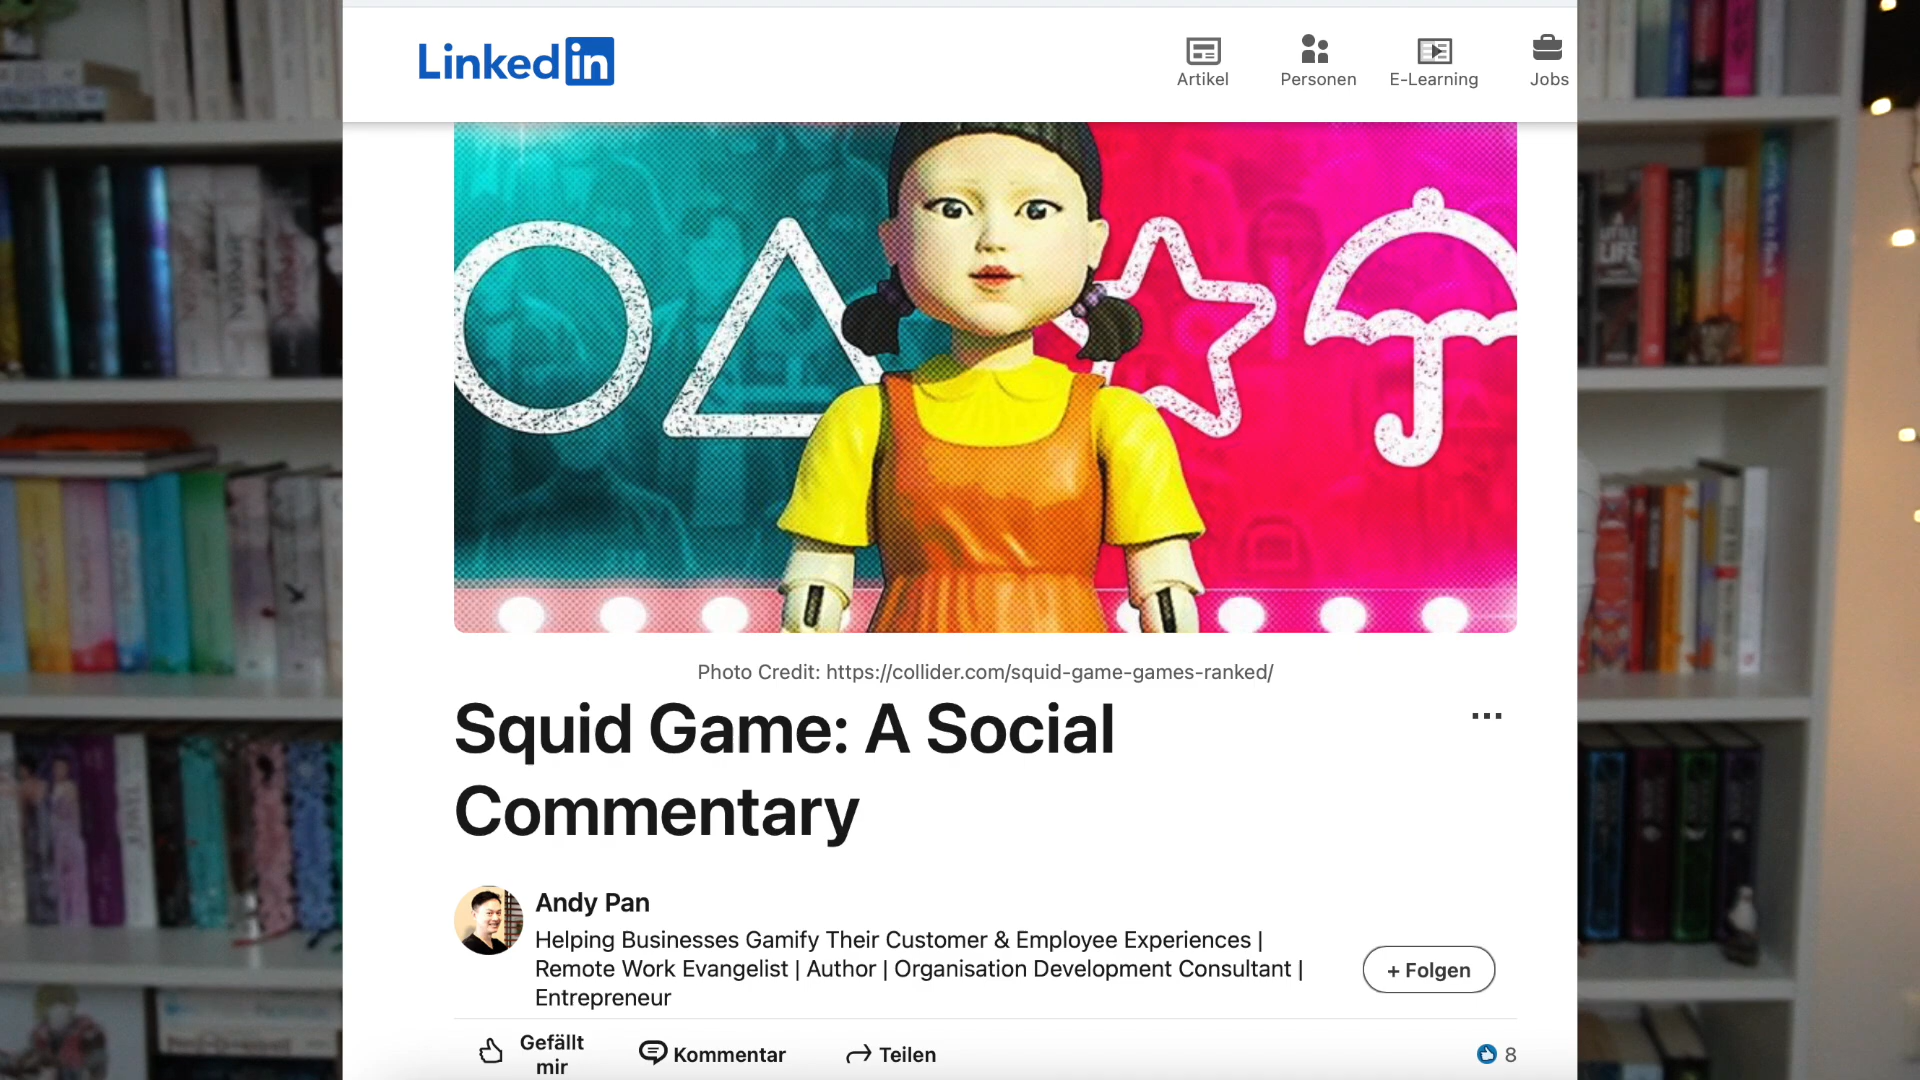 LinkedIn
Artikel
Personen
E-Learning
Jobs
Photo Credit: https://collider.com/squid-game-games-ranked/
Squid Game: A Social
Commentary
...
Andy Pan
Helping Businesses Gamify Their Customer & Employee Experiences |
Remote Work Evangelist | Author | Organisation Development Consultant |
Entrepreneur
+ Folgen
Gefällt
mir
Kommentar
Teilen
8
A
LITTLE
LIFE